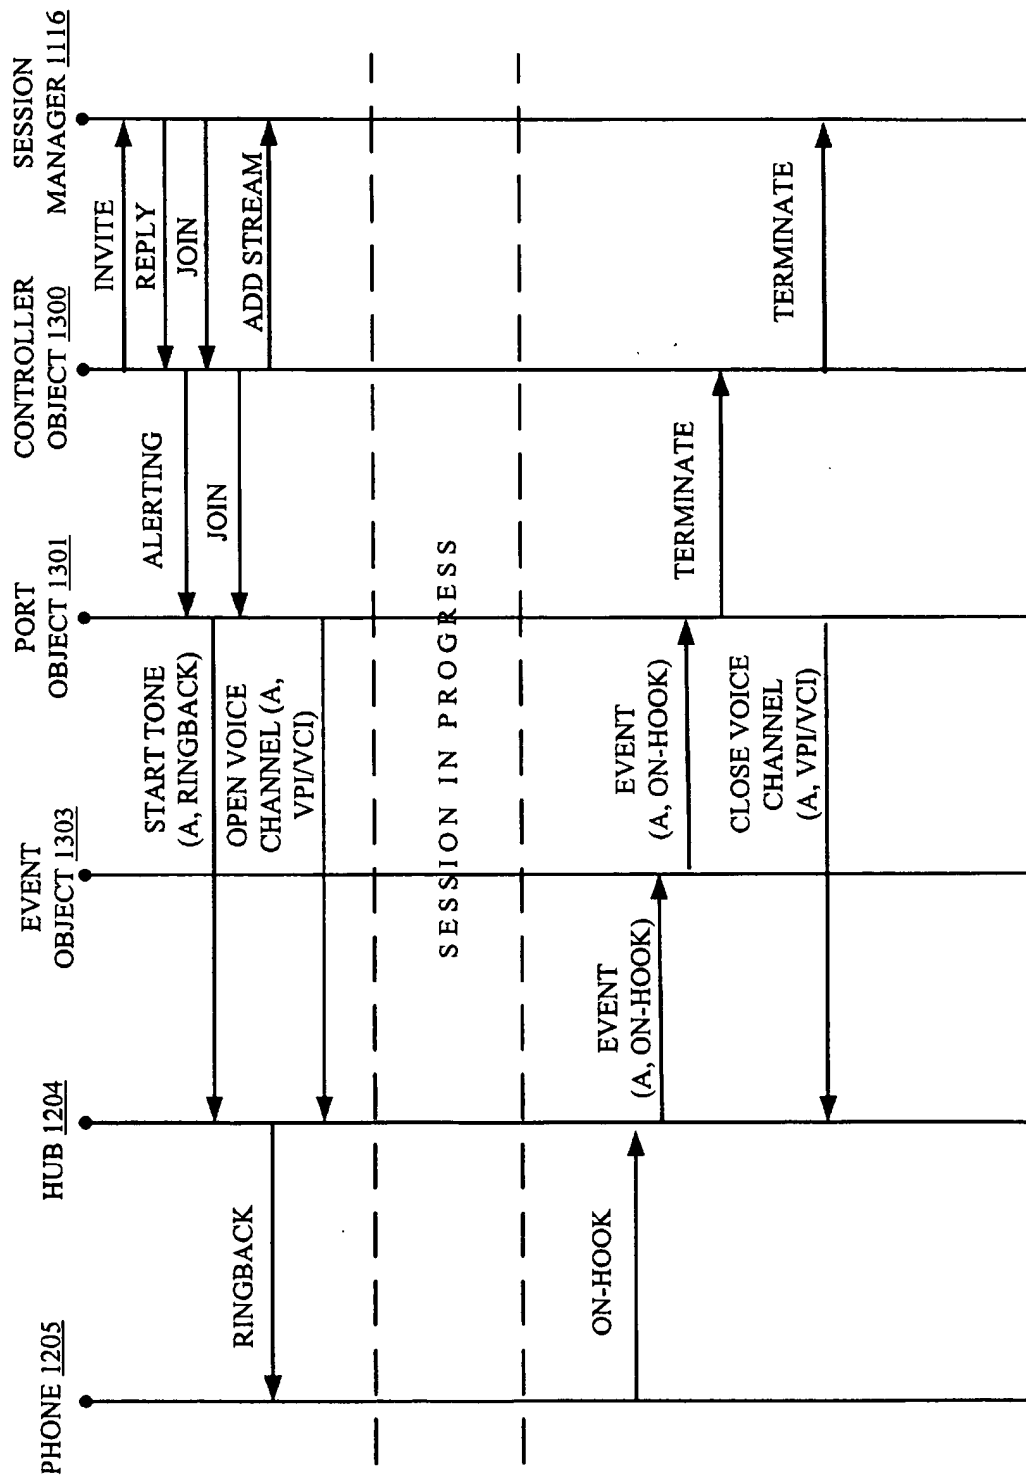 PHONE 1205
HUB 1204
EVENT
OBJECT 1303
PORT
OBJECT 1301
CONTROLLER
OBJECT 1300
SESSION
MANAGER 1116
INVITE
REPLY
ALERTING
JOIN
START TONE
(A, RINGBACK)
JOIN
ADD STREAM
RINGBACK
OPEN VOICE
CHANNEL (A,
VPI/VCI)
SESSION IN PROGRESS
ON-HOOK
EVENT
(A, ON-HOOK)
EVENT
(A, ON-HOOK)
TERMINATE
TERMINATE
CLOSE VOICE
CHANNEL
(A, VPI/VCI)